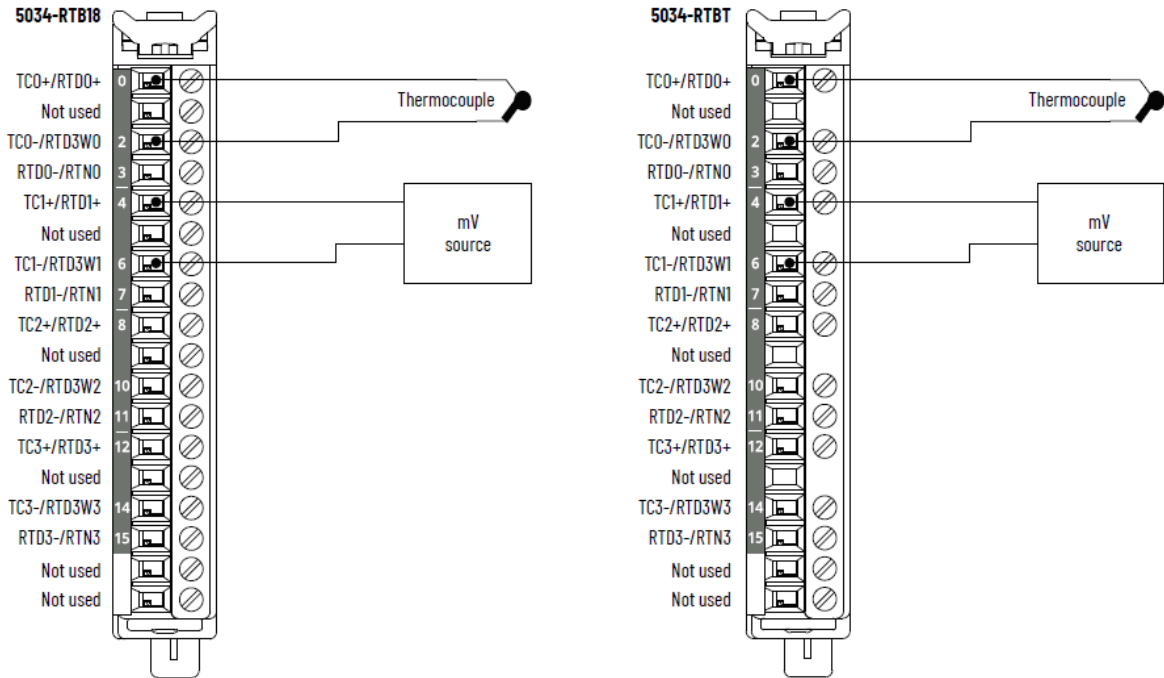 5034-RTB18
TC0+/RTD0+
0
Not used
TC0-/RTD3W0
2
RTD0-/RTN0
3
TC1+/RTD1+
4
Not used
TC1-/RTD3W1
6
RTD1-/RTN1
7
TC2+/RTD2+
8
Not used
TC2-/RTD3W2
10
RTD2-/RTN2
11
TC3+/RTD3+
12
Not used
TC3-/RTD3W3
14
RTD3-/RTN3
15
Not used
Not used
Thermocouple
mV
source
5034-RTBT
TC0+/RTD0+
0
Not used
TC0-/RTD3W0
2
RTD0-/RTN0
3
TC1+/RTD1+
4
Not used
TC1-/RTD3W1
6
RTD1-/RTN1
7
TC2+/RTD2+
8
Not used
TC2-/RTD3W2
10
RTD2-/RTN2
11
TC3+/RTD3+
12
Not used
TC3-/RTD3W3
14
RTD3-/RTN3
15
Not used
Not used
Thermocouple
mV
source